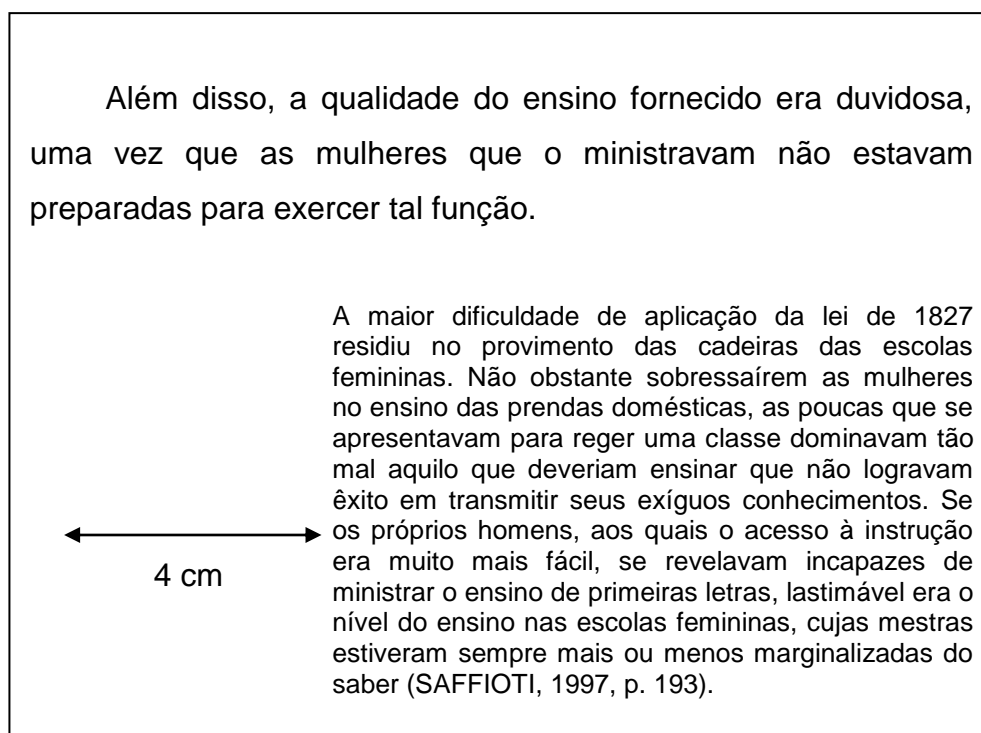 Além disso, a qualidade do ensino fornecido era duvidosa,
uma vez que as mulheres que o ministravam não estavam
preparadas para exercer tal função.
A maior dificuldade de aplicação da lei de 1827
residiu no provimento das cadeiras das escolas
femininas. Não obstante sobressaírem as mulheres
no ensino das prendas domésticas, as poucas que se
apresentavam para reger uma classe dominavam tão
mal aquilo que deveriam ensinar que não logravam
êxito em transmitir seus exíguos conhecimentos. Se
os próprios homens, aos quais o acesso à instrução
era muito mais fácil, se revelavam incapazes de
ministrar o ensino de primeiras letras, lastimável era o
nível do ensino nas escolas femininas, cujas mestras
estiveram sempre mais ou menos marginalizadas do
saber (SAFFIOTI, 1997, p. 193).
4 cm